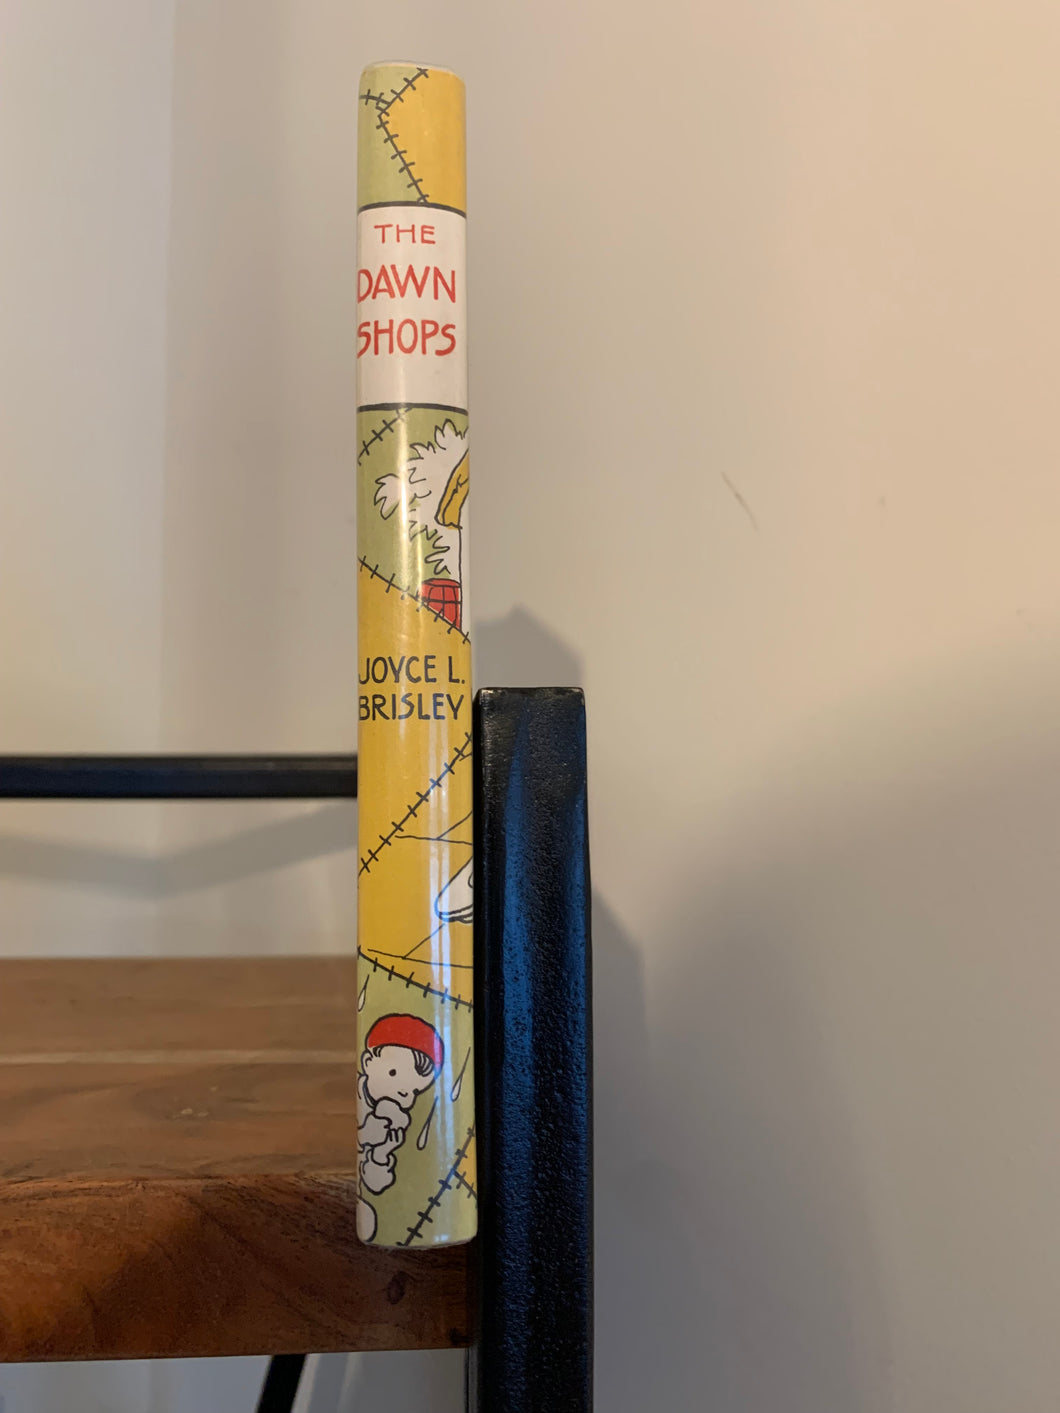 THE
DAWN
SHOPS
JOYCE L.
BRISLEY